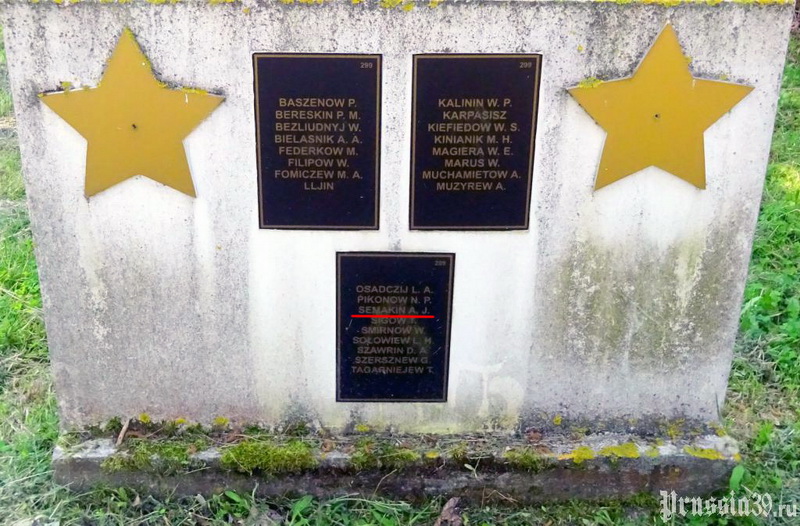 299
BASZENOW P.
BERESKIN P. M.
BEZLIUDNYJ W.
BIELASNIK A. A.
FEDERKOW M.
FILIPOW W.
FOMICZEW M. A.
LLJIN
299
KALININ W. P.
KARPASISZ
KIEFIEDOW W. S.
KINIANIK M. H.
MAGIERA W. E.
MARUS W.
MUCHAMIETOW A.
MUZYREW A.
299
OSADCZIJ L. A.
PIKONOW N. P.
SEMAKIN A. J.
SIGOW I.
SMIRNOW W.
SOŁOWIEW L. H.
SZAWRIN D. A.
SZERSZNEW G.
TAGARNIEJEW T.
Prussia39.ru